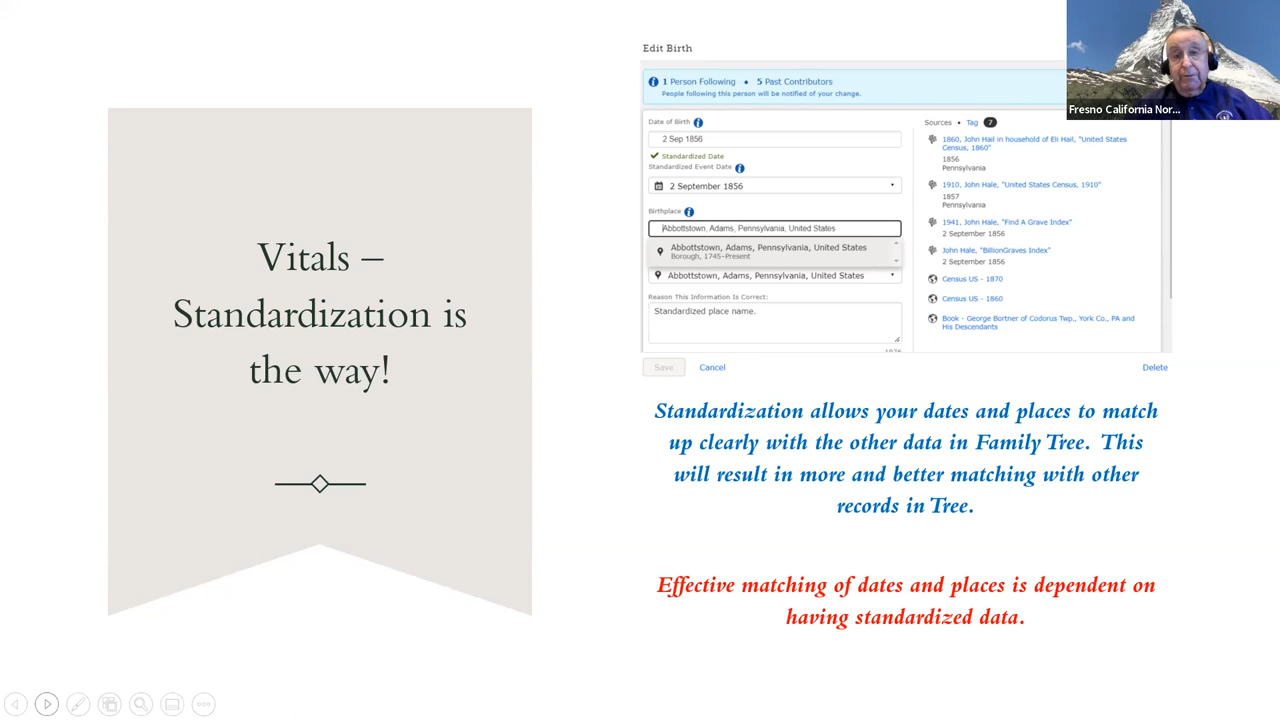 Vitals –
Standardization is
the way!
Edit Birth
1 Person Following • 5 Past Contributors
People following this person will be notified of your change.
Date of Birth
2 Sep 1856
Standardized Date
Standardized Event Date
2 September 1856
Birthplace
Abbottstown, Adams, Pennsylvania, United States
Abbottstown, Adams, Pennsylvania, United States
Borough, 1745-Present
Abbottstown, Adams, Pennsylvania, United States
Reason This Information Is Correct:
Standardized place name.
Save
Cancel
Delete
Sources • Tag 7
1860, John Hail in household of Eli Hail, "United States
Census, 1860"
1856
Pennsylvania
1910, John Hale, "United States Census, 1910"
1857
Pennsylvania
1941, John Hale, "Find A Grave Index"
2 September 1856
John Hale, "BillionGraves Index"
2 September 1856
Census US - 1870
Census US - 1860
Book - George Bortner of Codorus Twp., York Co., PA and
His Descendants
Fresno California Nor...
Standardization allows your dates and places to match
up clearly with the other data in Family Tree. This
will result in more and better matching with other
records in Tree.
Effective matching of dates and places is dependent on
having standardized data.